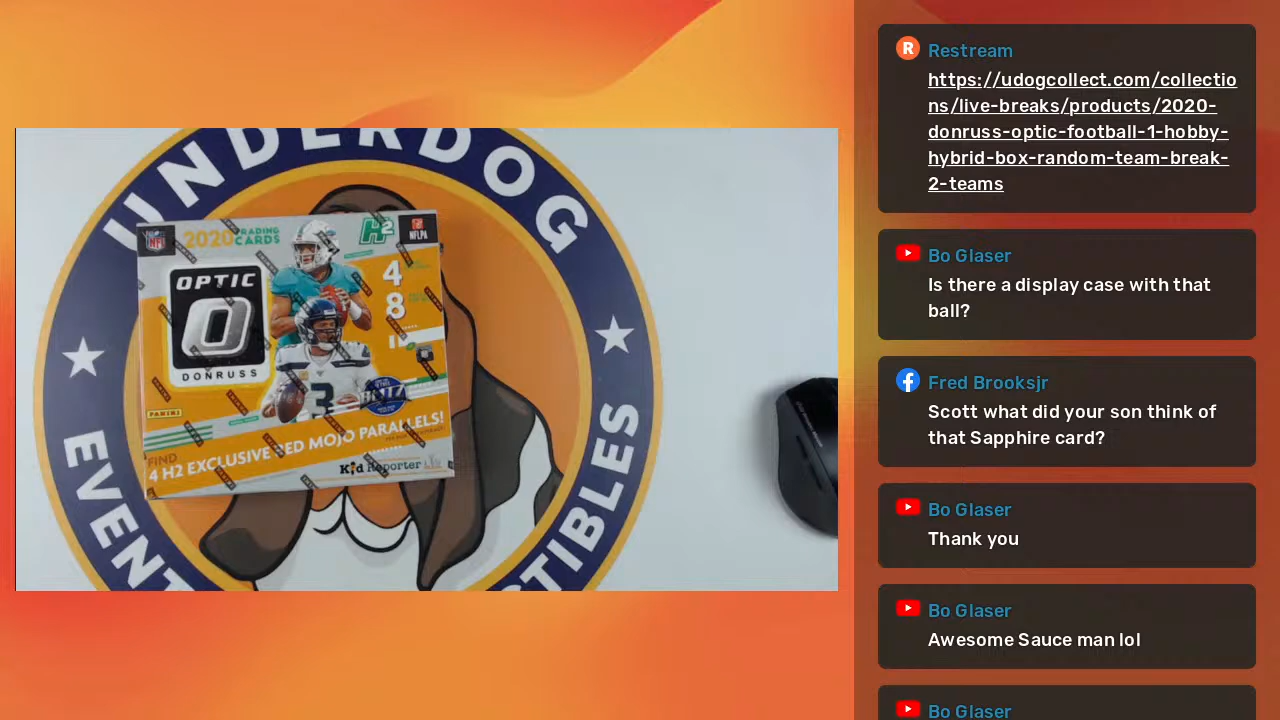 UNDERDOG
EVENT
TIBLES
NFL
2020 TRADING
CARDS
H2
NFLPA
OPTIC
O
DONRUSS
4
8
3
BLITZ
PANINI
FIND
4 H2 EXCLUSIVE RED MOJO PARALLELS!
Kid Reporter
Restream
https://udogcollect.com/collectio
ns/live-breaks/products/2020-
donruss-optic-football-1-hobby-
hybrid-box-random-team-break-
2-teams
Bo Glaser
Is there a display case with that
ball?
Fred Brooksjr
Scott what did your son think of
that Sapphire card?
Bo Glaser
Thank you
Bo Glaser
Awesome Sauce man lol
Bo Glaser